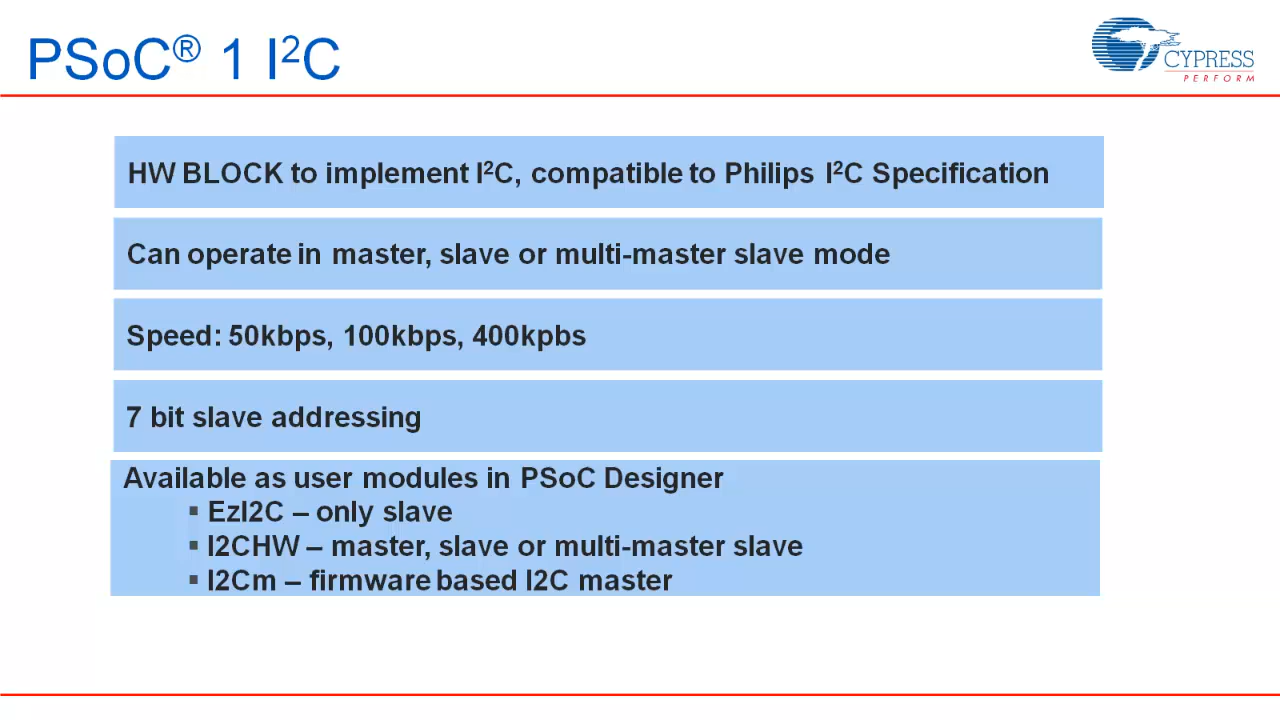 PSoC® 1 I²C
CYPRESS
PERFORM
HW BLOCK to implement I²C, compatible to Philips I²C Specification
Can operate in master, slave or multi-master slave mode
Speed: 50kbps, 100kbps, 400kpbs
7 bit slave addressing
Available as user modules in PSoC Designer
▪ EzI2C – only slave
▪ I2CHW – master, slave or multi-master slave
▪ I2Cm – firmware based I2C master